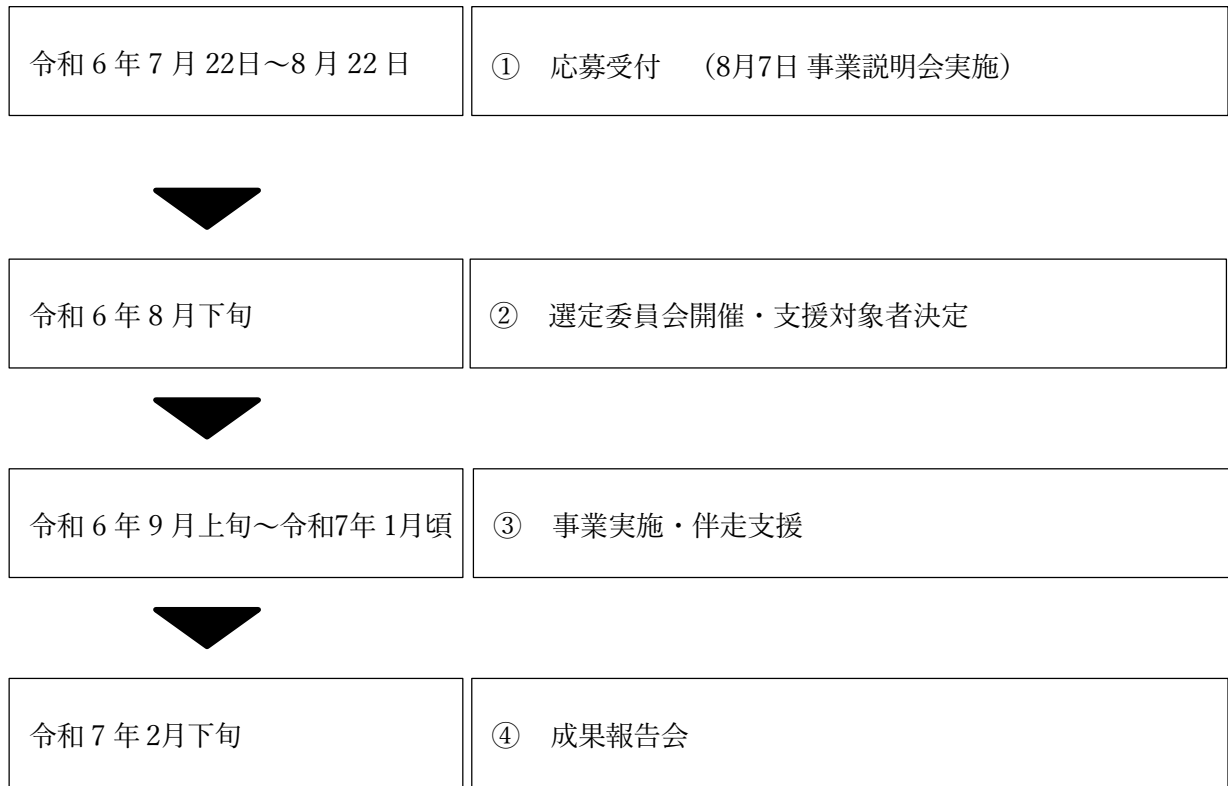 令和 6 年 7 月 22日～8 月 22 日
① 応募受付 （8月7日 事業説明会実施）
令和 6 年 8 月下旬
② 選定委員会開催・支援対象者決定
令和 6 年 9 月上旬～令和7年 1月頃
③ 事業実施・伴走支援
令和 7 年 2月下旬
④ 成果報告会